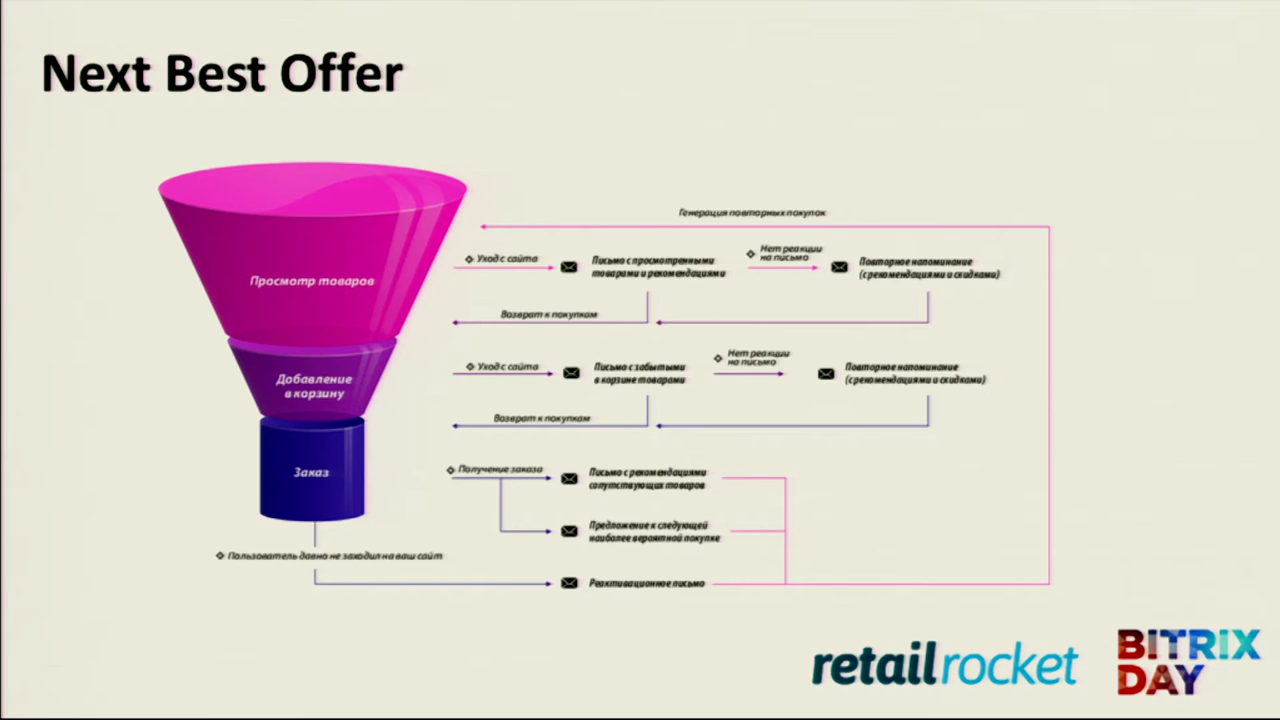 Next Best Offer
Генерация повторных покупок
Просмотр товаров
Уход с сайта
Письмо с просмотренными
товарами и рекомендациями
Нет реакции
на письмо
Повторное напоминание
(с рекомендациями и скидками)
Возврат к покупкам
Добавление
в корзину
Уход с сайта
Письмо с забытыми
в корзине товарами
Нет реакции
на письмо
Повторное напоминание
(с рекомендациями и скидками)
Возврат к покупкам
Заказ
Получение заказа
Письмо с рекомендациями
сопутствующих товаров
Предложение к следующей
наиболее вероятной покупке
Пользователь давно не заходил на ваш сайт
Реактивационное письмо
retailrocket
BITRIX
DAY